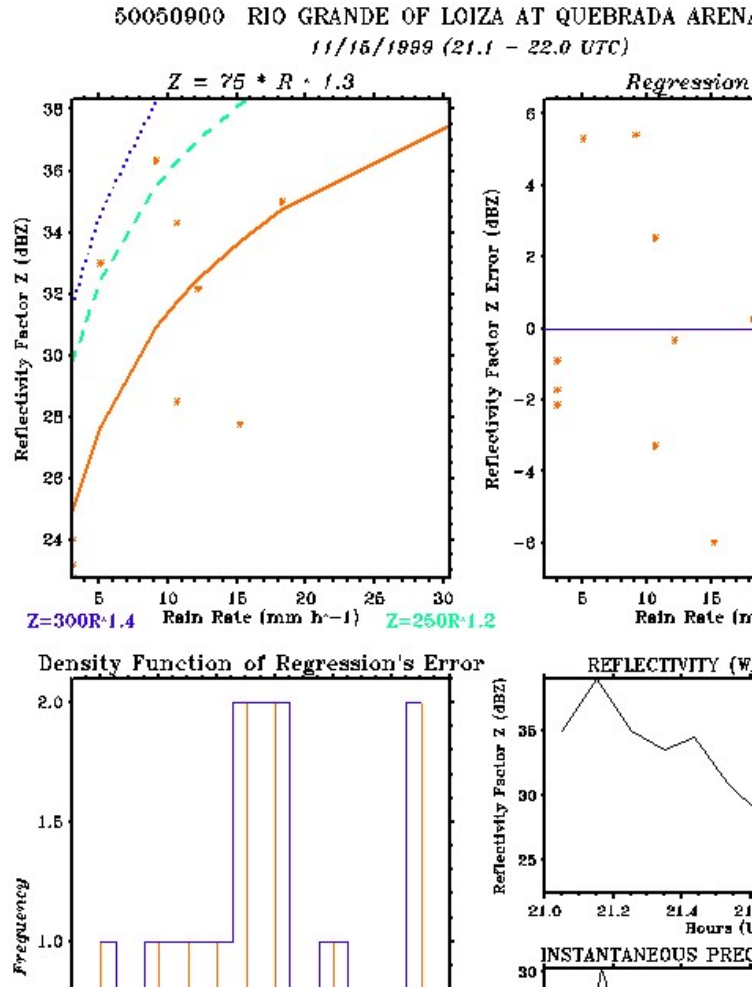 50050900 RIO GRANDE OF LOIZA AT QUEBRADA ARENA
11/15/1999 (21.1 - 22.0 UTC)
Z = 75 * R ^ 1.3
Reflectivity Factor Z (dBZ)
38
36
34
32
30
28
26
24
5 10 15 20 25 30
Z=300R^1.4 Rain Rate (mm h^-1) Z=250R^1.2
Regression
Reflectivity Factor Z Error (dBZ)
6
4
2
0
-2
-4
-6
5 10 15
Rain Rate (m
Density Function of Regression's Error
Frequency
2.0
1.5
1.0
REFLECTIVITY (W
Reflectivity Factor Z (dBZ)
35
30
25
21.0 21.2 21.4 21
Hours (U
INSTANTANEOUS PREC
30